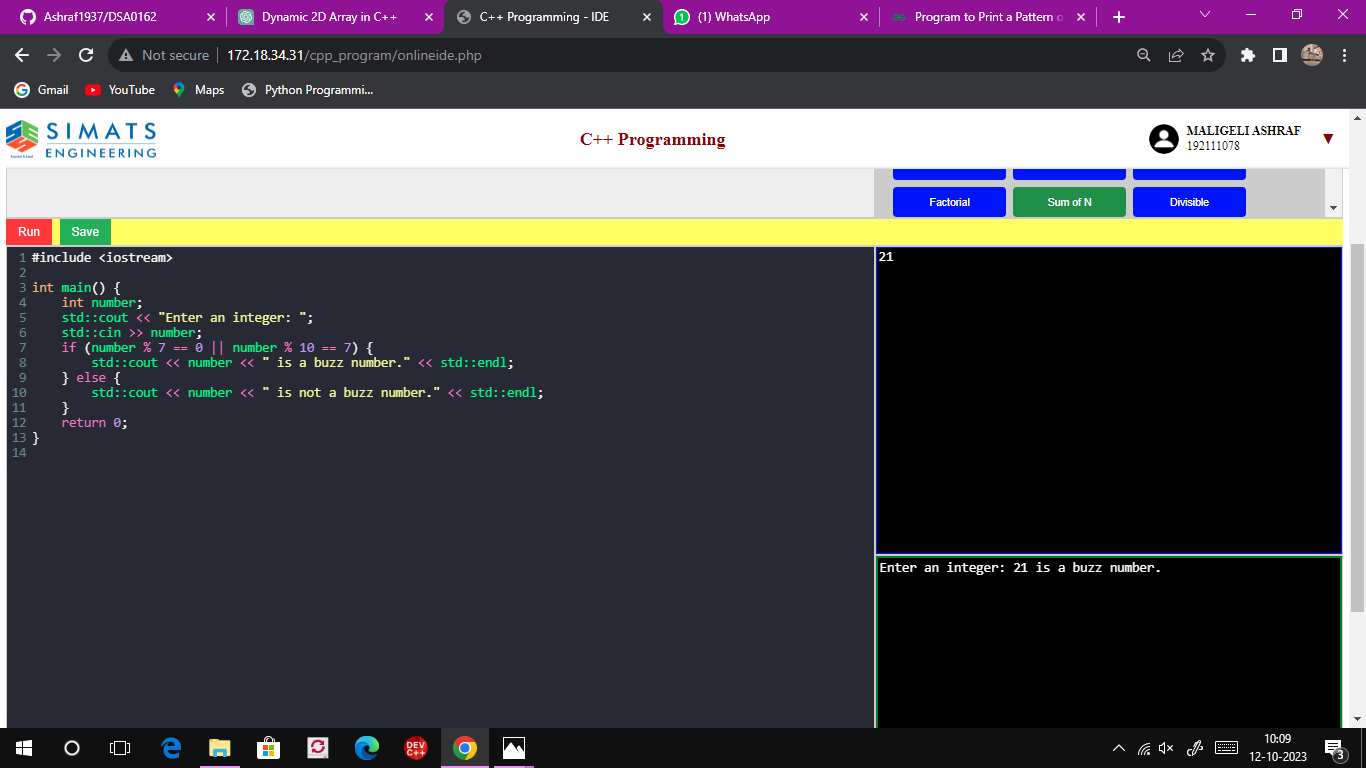 Ashraf1937/DSA0162
Dynamic 2D Array in C++
C++ Programming - IDE
(1) WhatsApp
Program to Print a Pattern o
Not secure
172.18.34.31/cpp_program/onlineide.php
Gmail
YouTube
Maps
Python Programmi...
SIMATS
ENGINEERING
C++ Programming
MALIGELI ASHRAF
192111078
Factorial
Sum of N
Divisible
Run
Save
1 #include <iostream>
2
3 int main() {
4     int number;
5     std::cout << "Enter an integer: ";
6     std::cin >> number;
7     if (number % 7 == 0 || number % 10 == 7) {
8         std::cout << number << " is a buzz number." << std::endl;
9     } else {
10         std::cout << number << " is not a buzz number." << std::endl;
11     }
12     return 0;
13 }
14
21
Enter an integer: 21 is a buzz number.
DEV
C++
10:09
12-10-2023
3